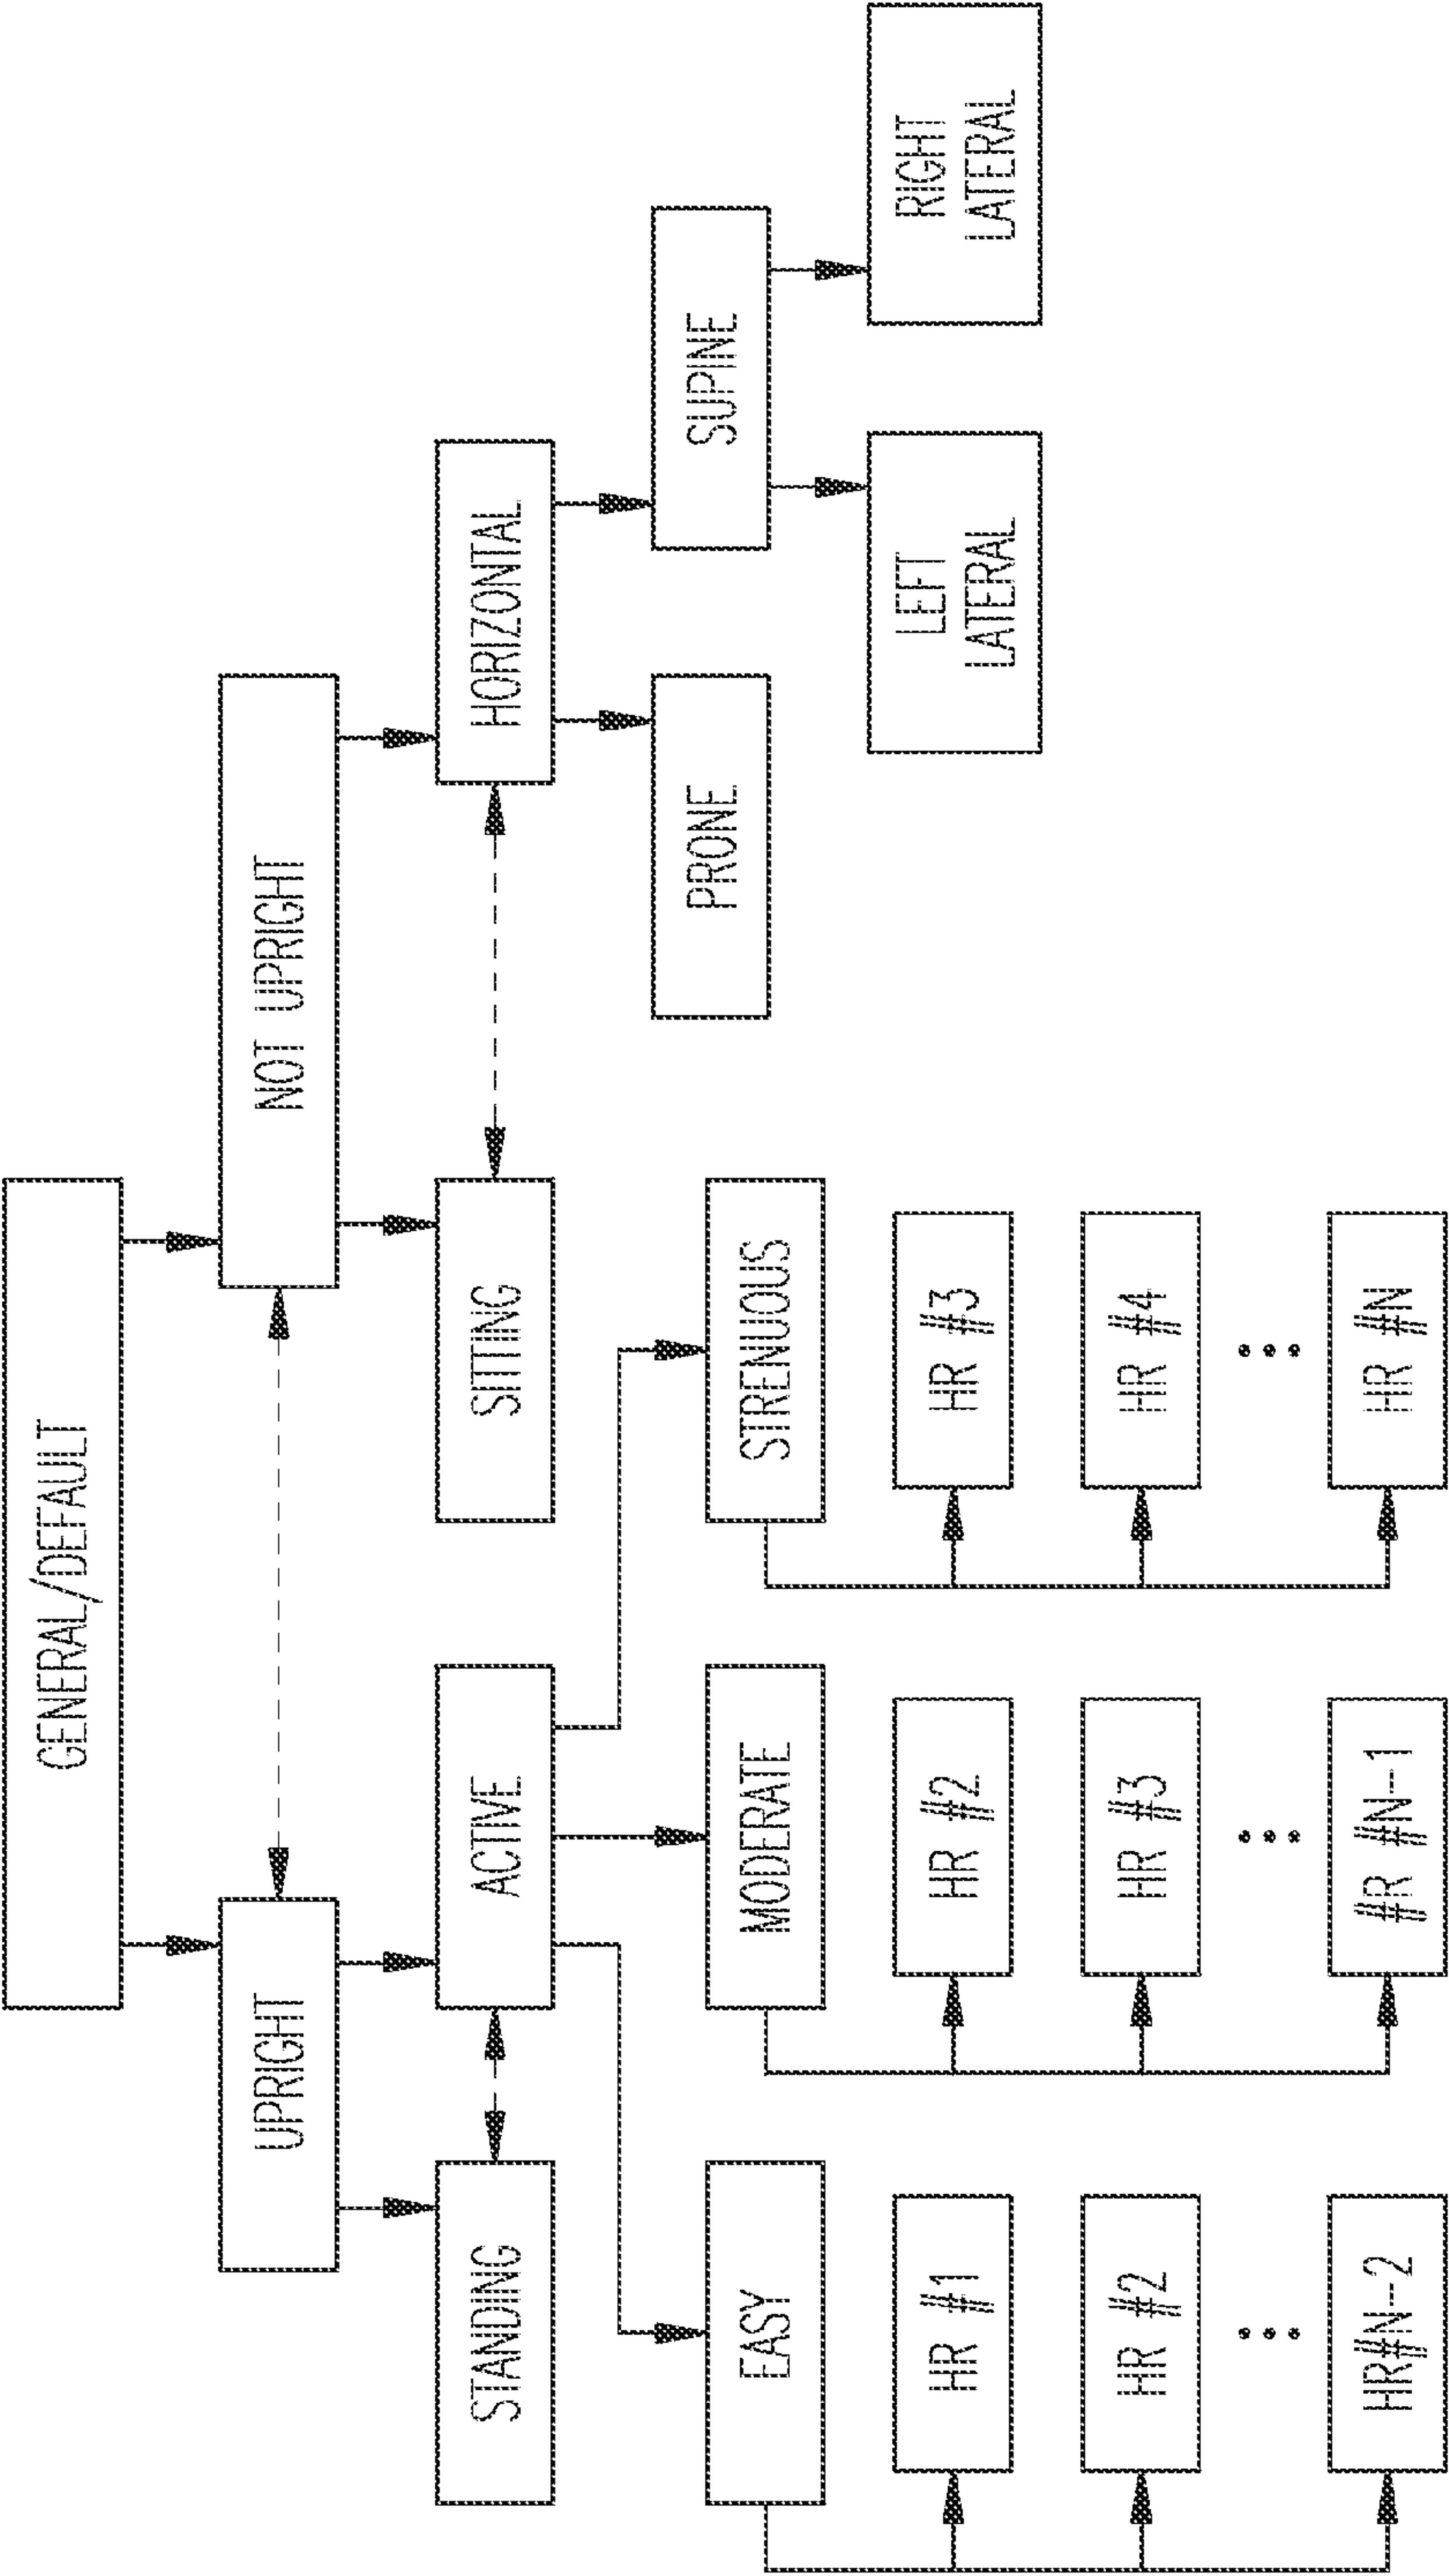 GENERAL/DEFAULT
UPRIGHT
NOT UPRIGHT
STANDING
ACTIVE
SITTING
HORIZONTAL
EASY
MODERATE
STRENUOUS
PRONE
SUPINE
HR #1
HR #2
HR #3
LEFT
LATERAL
RIGHT
LATERAL
HR #2
HR #3
HR #4
HR#N-2
#R #N-1
HR #N